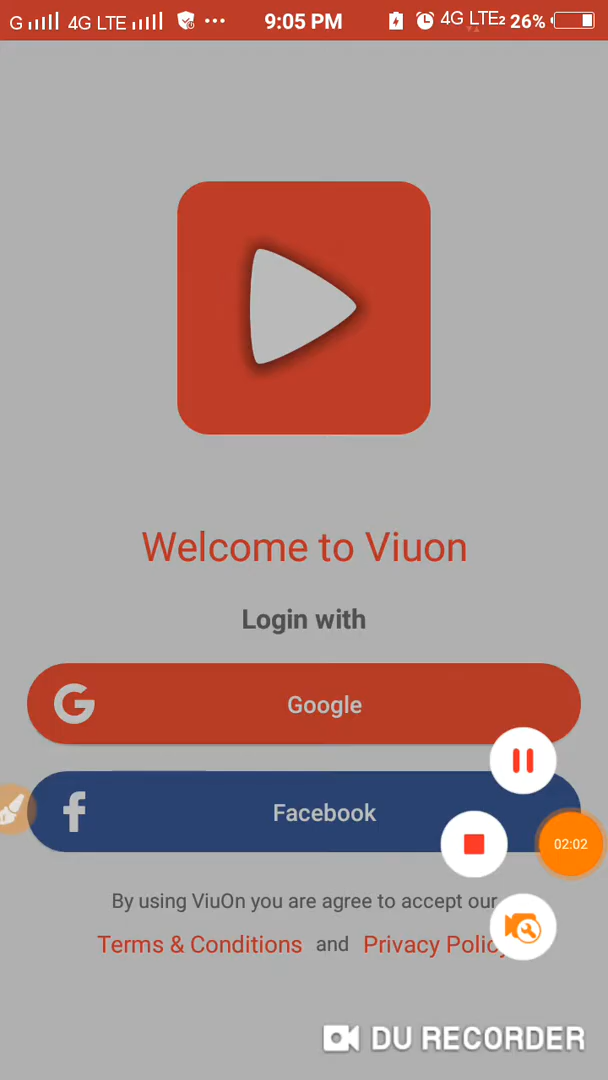 G 4G LTE 9:05 PM 4G LTE2 26%
Welcome to Viuon
Login with
G Google
f Facebook
02:02
By using ViuOn you are agree to accept our
Terms & Conditions and Privacy Policy
DU RECORDER